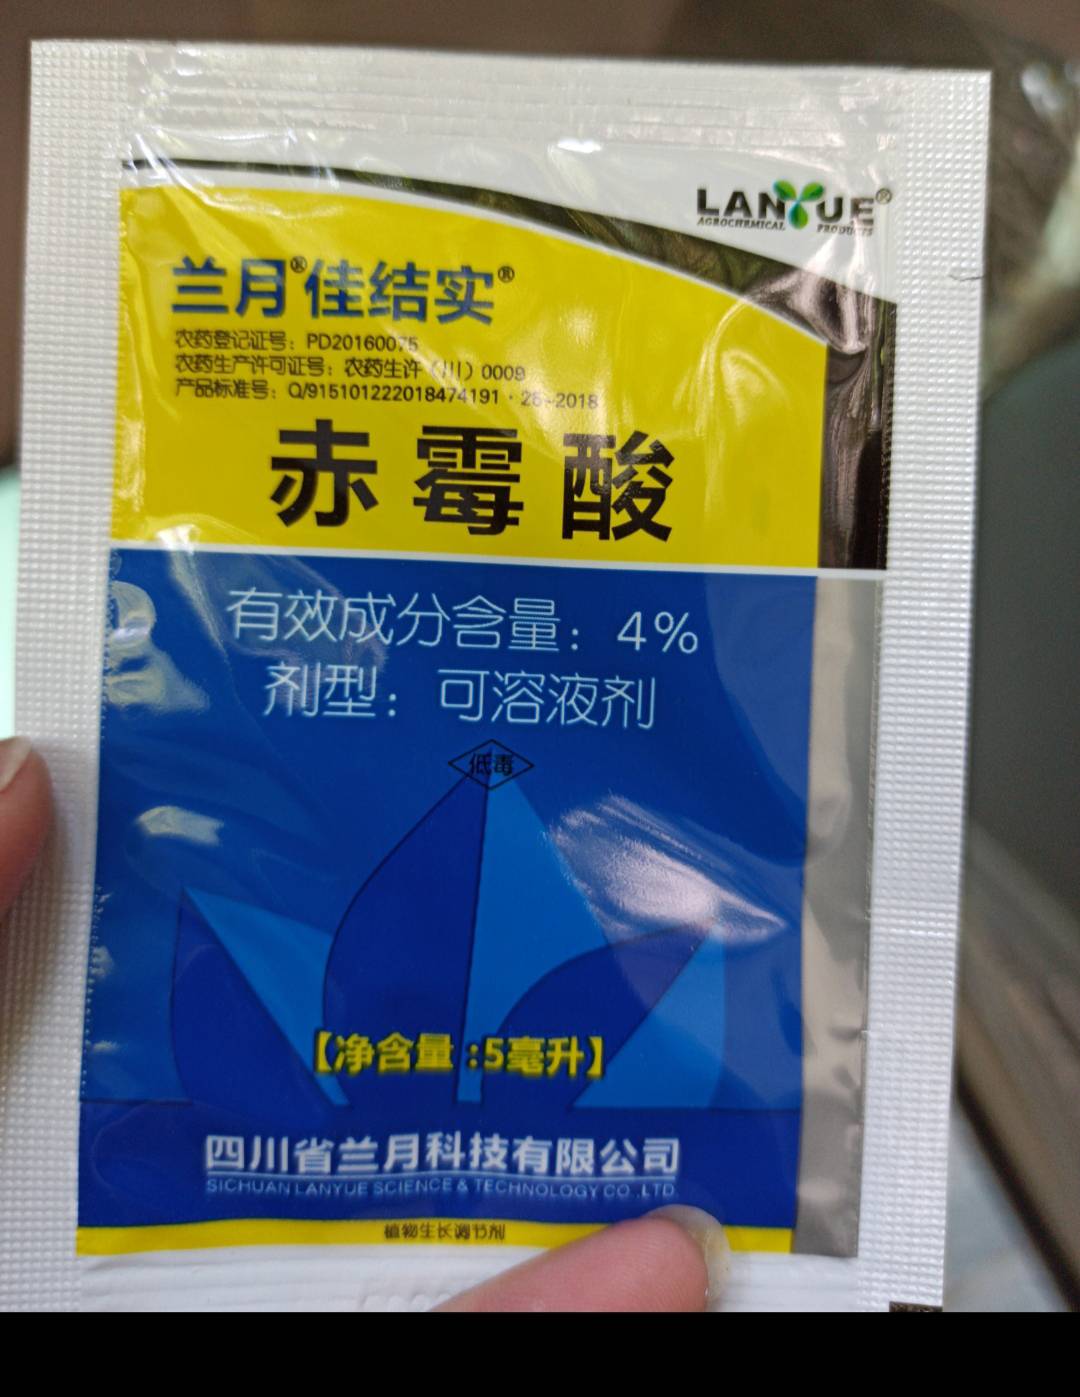 LANYUE®
AGROCHEMICAL PRODUCTS
兰月®佳结实®
农药登记证号：PD20160075
农药生产许可证号：农药生许（川）0009
产品标准号：Q/915101222018474191·26-2018
赤霉酸
有效成分含量：4%
剂型：可溶液剂
低毒
【净含量:5毫升】
四川省兰月科技有限公司
SICHUAN LANYUE SCIENCE & TECHNOLOGY CO.,LTD.
植物生长调节剂